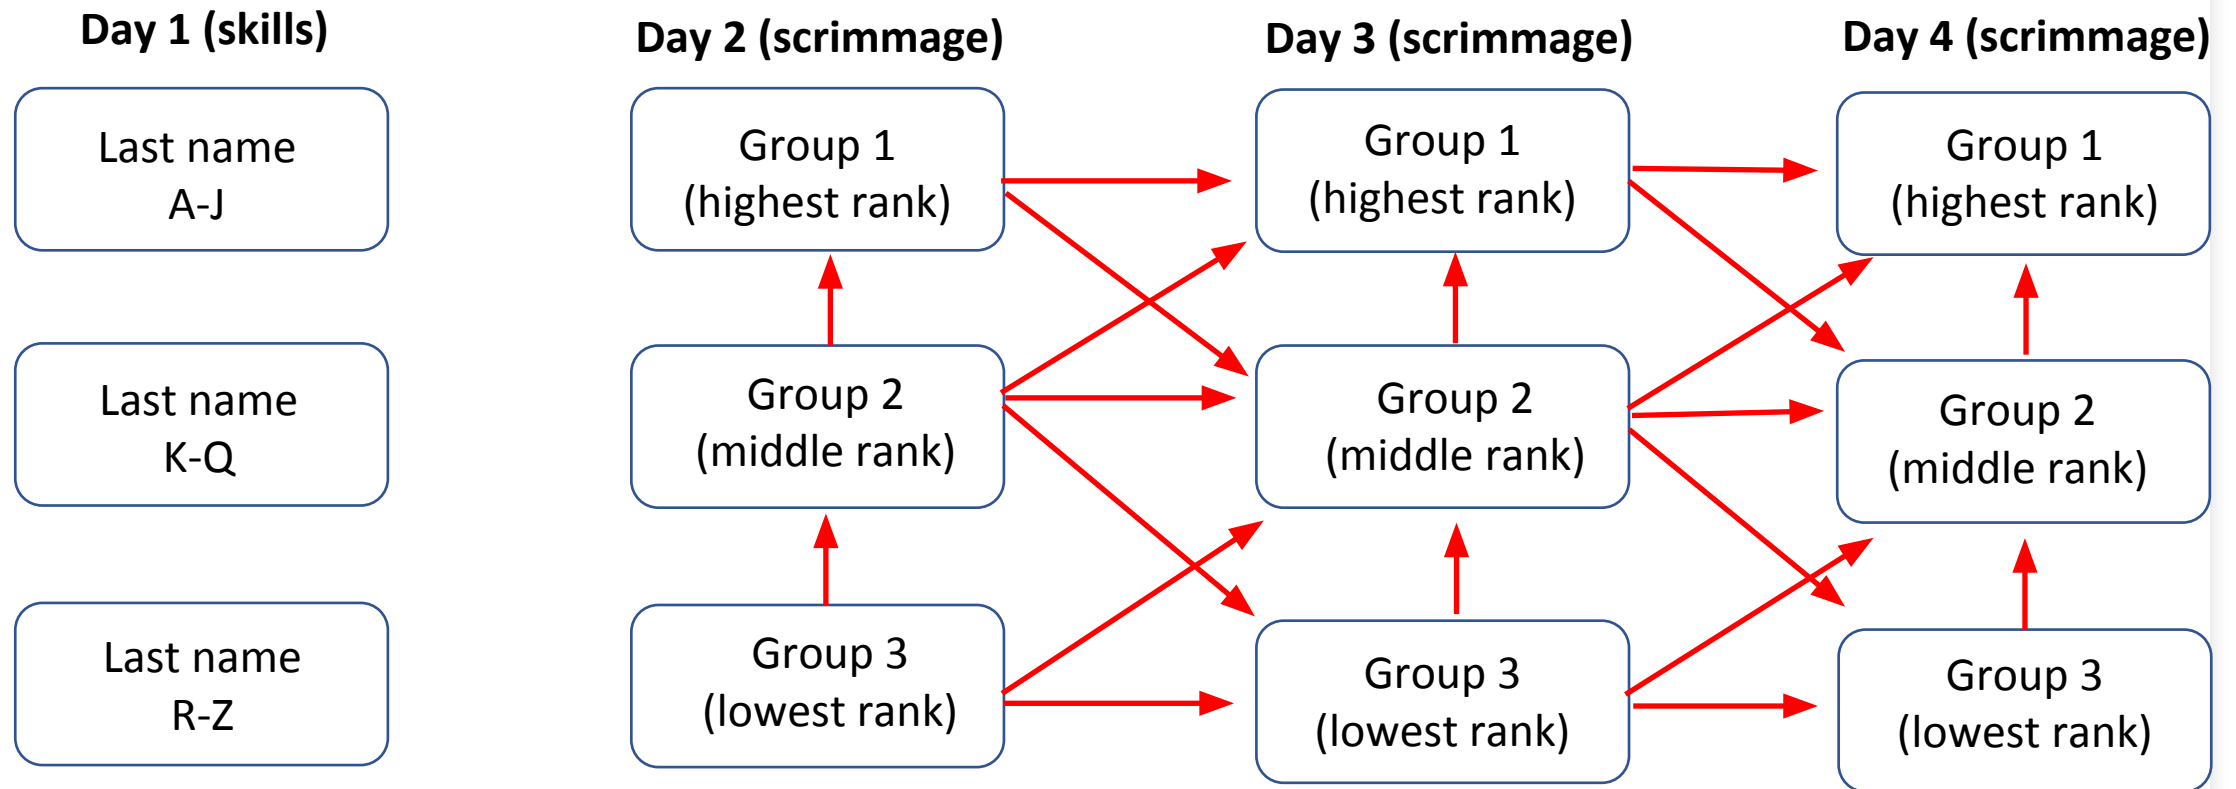 Day 1 (skills)
Last name
A-J
Last name
K-Q
Last name
R-Z
Day 2 (scrimmage)
Group 1
(highest rank)
Group 2
(middle rank)
Group 3
(lowest rank)
Day 3 (scrimmage)
Group 1
(highest rank)
Group 2
(middle rank)
Group 3
(lowest rank)
Day 4 (scrimmage)
Group 1
(highest rank)
Group 2
(middle rank)
Group 3
(lowest rank)